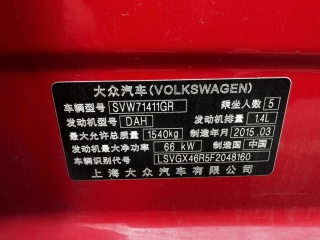 大众汽车(VOLKSWAGEN)
车辆型号 SVW71411GR 乘坐人数 5
发动机型号 DAH 发动机排量 1.4L
最大允许总质量 1540kg 制造年月 2015.03
发动机最大净功率 66 kW 制造国 中国
车辆识别代号 LSVGX46R5F2048160
上海大众汽车有限公司